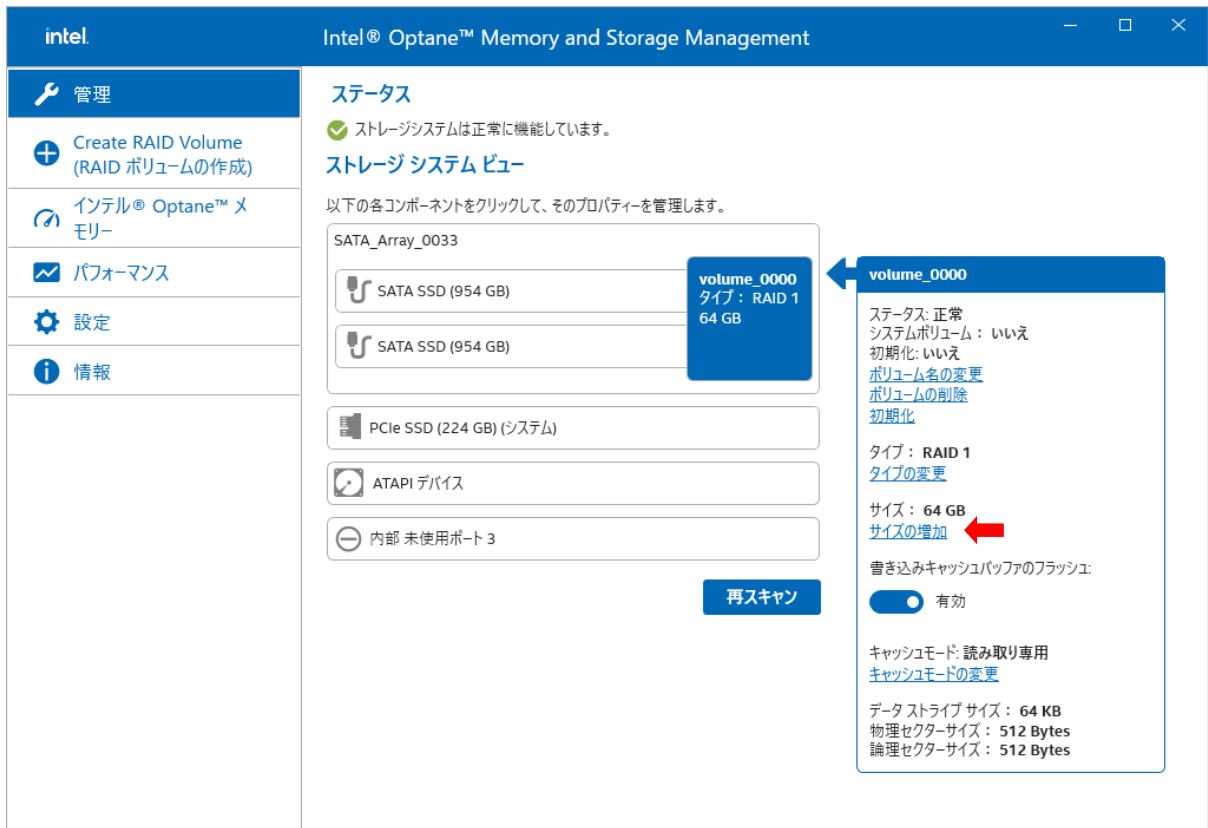 intel.
Intel® Optane™ Memory and Storage Management
管理
Create RAID Volume
(RAID ボリュームの作成)
インテル® Optane™ メ
モリー
パフォーマンス
設定
情報
ステータス
ストレージシステムは正常に機能しています。
ストレージ システム ビュー
以下の各コンポーネントをクリックして、そのプロパティーを管理します。
SATA_Array_0033
SATA SSD (954 GB)
SATA SSD (954 GB)
volume_0000
タイプ： RAID 1
64 GB
PCIe SSD (224 GB) (システム)
ATAPI デバイス
内部 未使用ポート 3
再スキャン
volume_0000
ステータス: 正常
システムボリューム： いいえ
初期化: いいえ
ボリューム名の変更
ボリュームの削除
初期化
タイプ： RAID 1
タイプの変更
サイズ： 64 GB
サイズの増加
書き込みキャッシュバッファのフラッシュ:
有効
キャッシュモード: 読み取り専用
キャッシュモードの変更
データ ストライプ サイズ： 64 KB
物理セクターサイズ： 512 Bytes
論理セクターサイズ： 512 Bytes